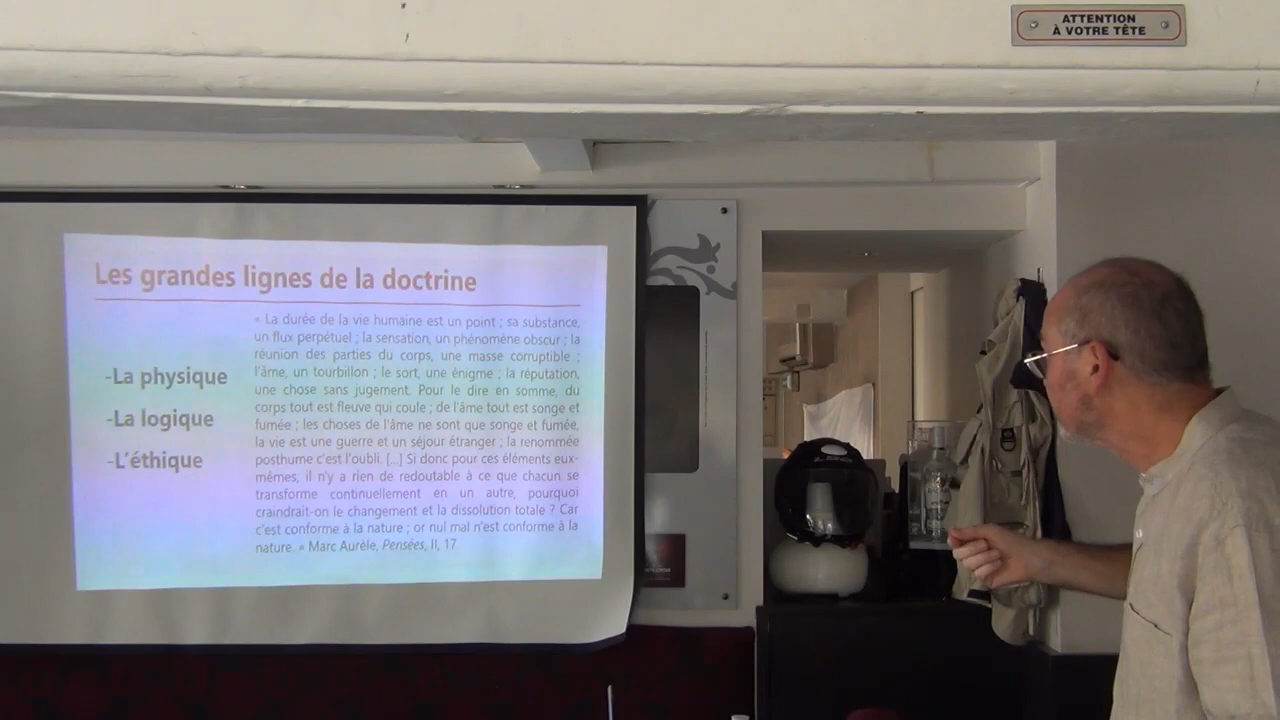 ATTENTION
À VOTRE TÊTE
Les grandes lignes de la doctrine
-La physique
-La logique
-L'éthique
« La durée de la vie humaine est un point ; sa substance,
un flux perpétuel ; la sensation, un phénomène obscur ; la
réunion des parties du corps, une masse corruptible ;
l'âme, un tourbillon ; le sort, une énigme ; la réputation,
une chose sans jugement. Pour le dire en somme, du
corps tout est fleuve qui coule ; de l'âme tout est songe et
fumée ; les choses de l'âme ne sont que songe et fumée,
la vie est une guerre et un séjour étranger ; la renommée
posthume c'est l'oubli. [...] Si donc pour ces éléments eux-
mêmes, il n'y a rien de redoutable à ce que chacun se
transforme continuellement en un autre, pourquoi
craindrait-on le changement et la dissolution totale ? Car
c'est conforme à la nature ; or nul mal n'est conforme à la
nature. » Marc Aurèle, Pensées, II, 17